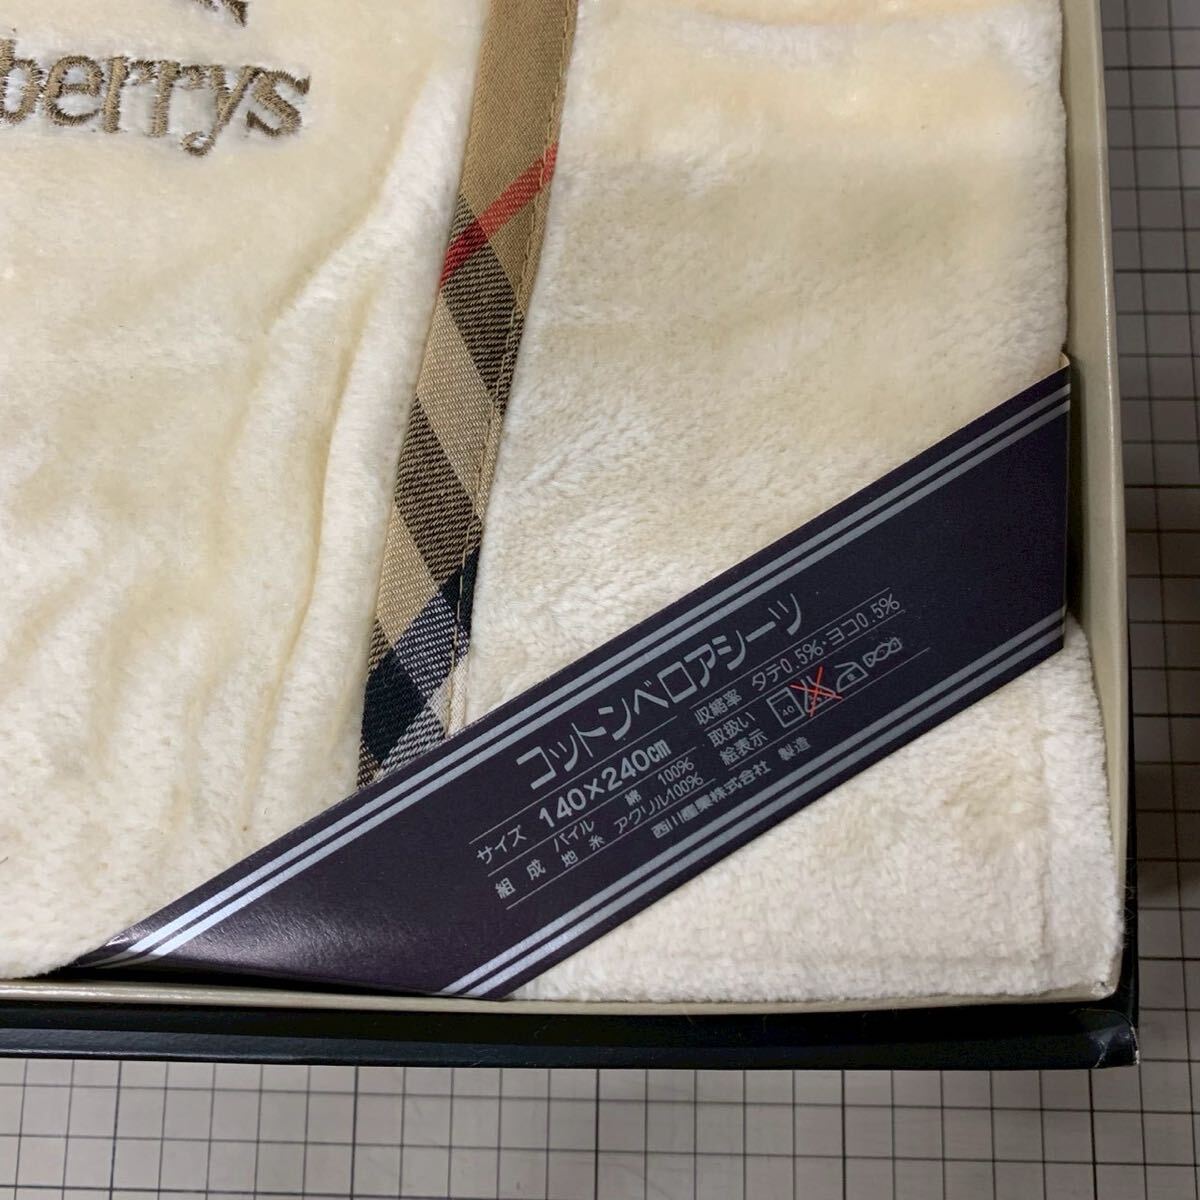 berrys
コットンベロアシーツ
サイズ 140×240cm
組成 パイル 綿 100%
地糸 アクリル100%
収縮率 タテ0.5%・ヨコ0.5%
取扱い
絵表示
西川産業株式会社 製造